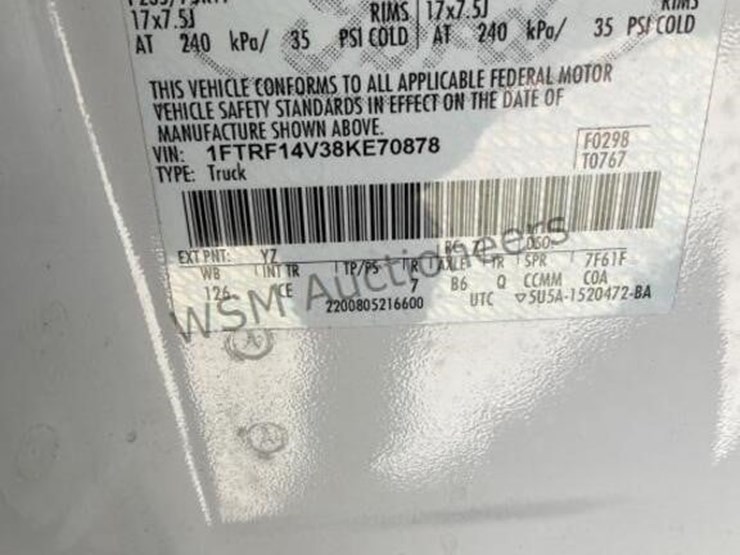 17x7.5J RIMS 17x7.5J RIMS
AT 240 kPa/ 35 PSI COLD AT 240 kPa/ 35 PSI COLD
THIS VEHICLE CONFORMS TO ALL APPLICABLE FEDERAL MOTOR
VEHICLE SAFETY STANDARDS IN EFFECT ON THE DATE OF
MANUFACTURE SHOWN ABOVE.
VIN: 1FTRF14V38KE70878
F0298
T0767
TYPE: Truck
EXT PNT: YZ
WB INT TR TP/PS R AXLE TR SPR 7F61F
126 CE 7 B6 Q CCMM COA
2200805216600 UTC ▽5U5A-1520472-BA
WSM Auctioneers